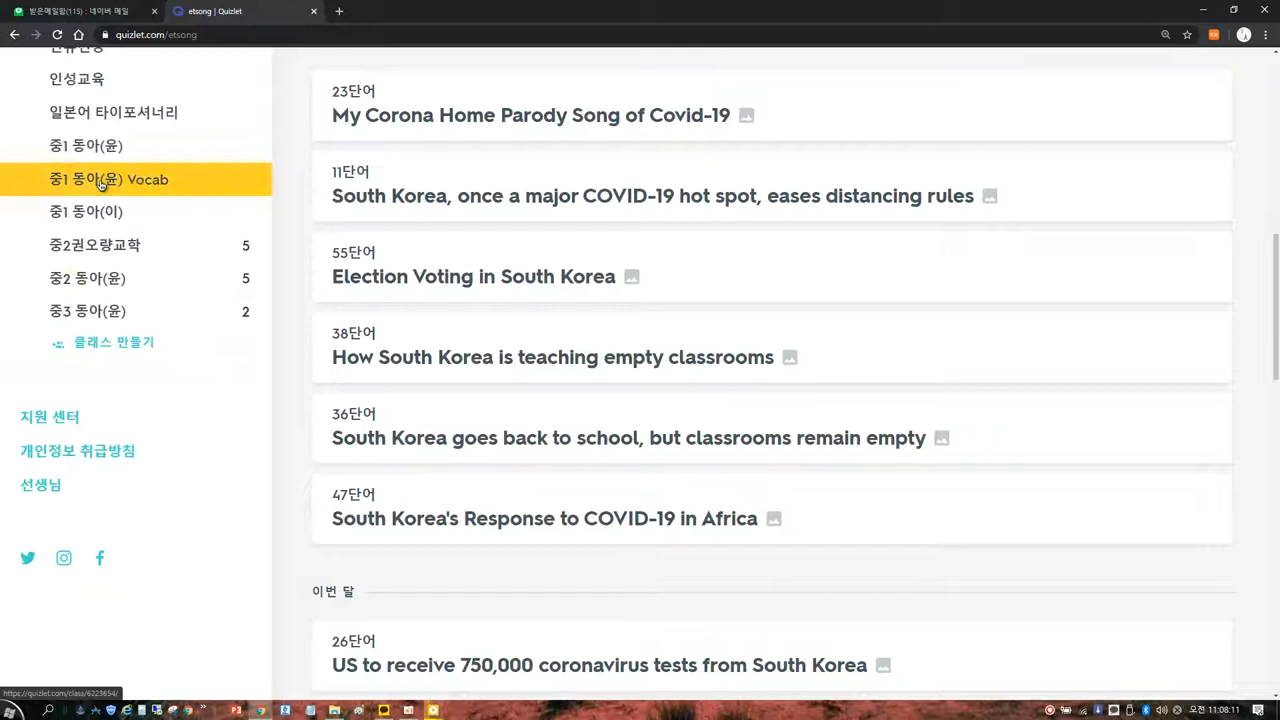 받은메일함(115) : 네이버 메일
etsong | Quizlet
quizlet.com/etsong
인성교육
일본어 타이포셔너리
중1 동아(윤)
중1 동아(윤) Vocab
중1 동아(이)
중2권오량교학 5
중2 동아(윤) 5
중3 동아(윤) 2
클래스 만들기
지원 센터
개인정보 취급방침
선생님
23단어
My Corona Home Parody Song of Covid-19
11단어
South Korea, once a major COVID-19 hot spot, eases distancing rules
55단어
Election Voting in South Korea
38단어
How South Korea is teaching empty classrooms
36단어
South Korea goes back to school, but classrooms remain empty
47단어
South Korea's Response to COVID-19 in Africa
이번 달
26단어
US to receive 750,000 coronavirus tests from South Korea
https://quizlet.com/class/6223654/
오전 11:08:11